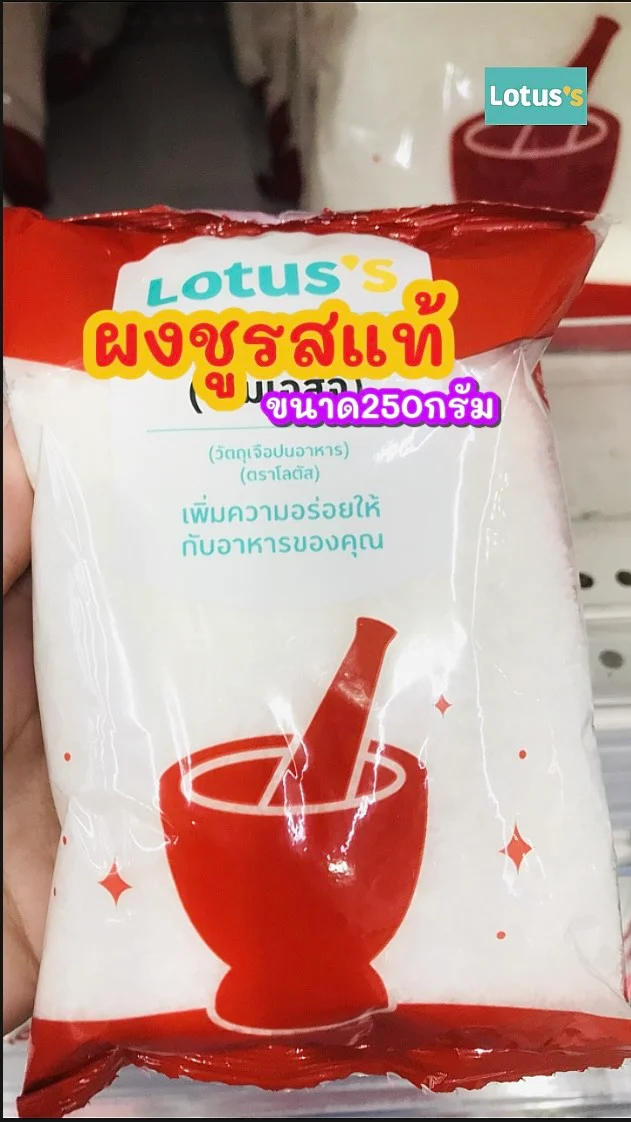 Lotus's
Lotus's
ผงชูรสแท้
ขนาด250กรัม
(วัตถุเจือปนอาหาร)
(ตราโลตัส)
เพิ่มความอร่อยให้
กับอาหารของคุณ